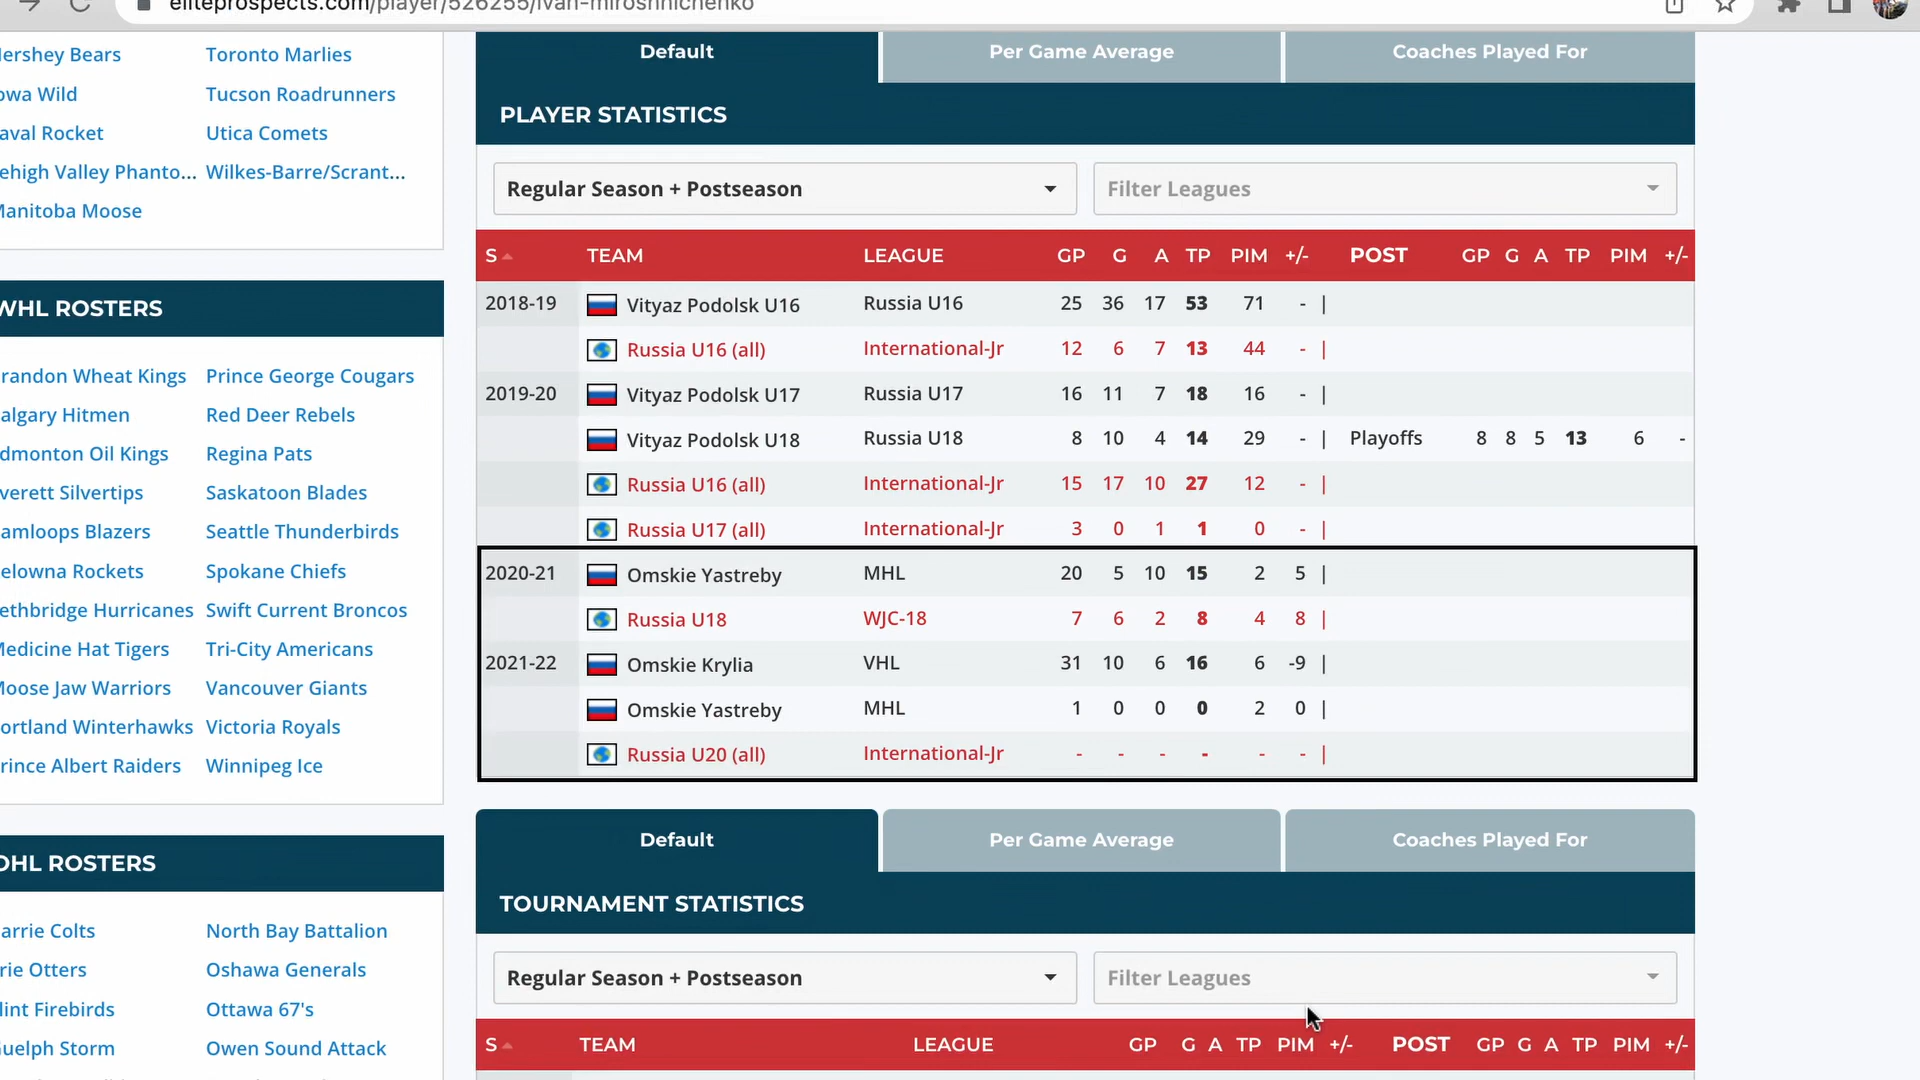 eliteprospects.com/player/526255/ivan-miroshnichenko
ershey Bears Toronto Marlies
owa Wild Tucson Roadrunners
aval Rocket Utica Comets
ehigh Valley Phanto... Wilkes-Barre/Scrant...
Manitoba Moose
WHL ROSTERS
randon Wheat Kings Prince George Cougars
algary Hitmen Red Deer Rebels
dmonton Oil Kings Regina Pats
verett Silvertips Saskatoon Blades
amloops Blazers Seattle Thunderbirds
elowna Rockets Spokane Chiefs
ethbridge Hurricanes Swift Current Broncos
Medicine Hat Tigers Tri-City Americans
Moose Jaw Warriors Vancouver Giants
ortland Winterhawks Victoria Royals
rince Albert Raiders Winnipeg Ice
OHL ROSTERS
arrie Colts North Bay Battalion
rie Otters Oshawa Generals
lint Firebirds Ottawa 67's
uelph Storm Owen Sound Attack
Default Per Game Average Coaches Played For
PLAYER STATISTICS
Regular Season + Postseason Filter Leagues
S TEAM LEAGUE GP G A TP PIM +/- POST GP G A TP PIM +/-
2018-19 Vityaz Podolsk U16 Russia U16 25 36 17 53 71 - |
Russia U16 (all) International-Jr 12 6 7 13 44 - |
2019-20 Vityaz Podolsk U17 Russia U17 16 11 7 18 16 - |
Vityaz Podolsk U18 Russia U18 8 10 4 14 29 - | Playoffs 8 8 5 13 6 -
Russia U16 (all) International-Jr 15 17 10 27 12 - |
Russia U17 (all) International-Jr 3 0 1 1 0 - |
2020-21 Omskie Yastreby MHL 20 5 10 15 2 5 |
Russia U18 WJC-18 7 6 2 8 4 8 |
2021-22 Omskie Krylia VHL 31 10 6 16 6 -9 |
Omskie Yastreby MHL 1 0 0 0 2 0 |
Russia U20 (all) International-Jr - - - - - - |
Default Per Game Average Coaches Played For
TOURNAMENT STATISTICS
Regular Season + Postseason Filter Leagues
S TEAM LEAGUE GP G A TP PIM +/- POST GP G A TP PIM +/-